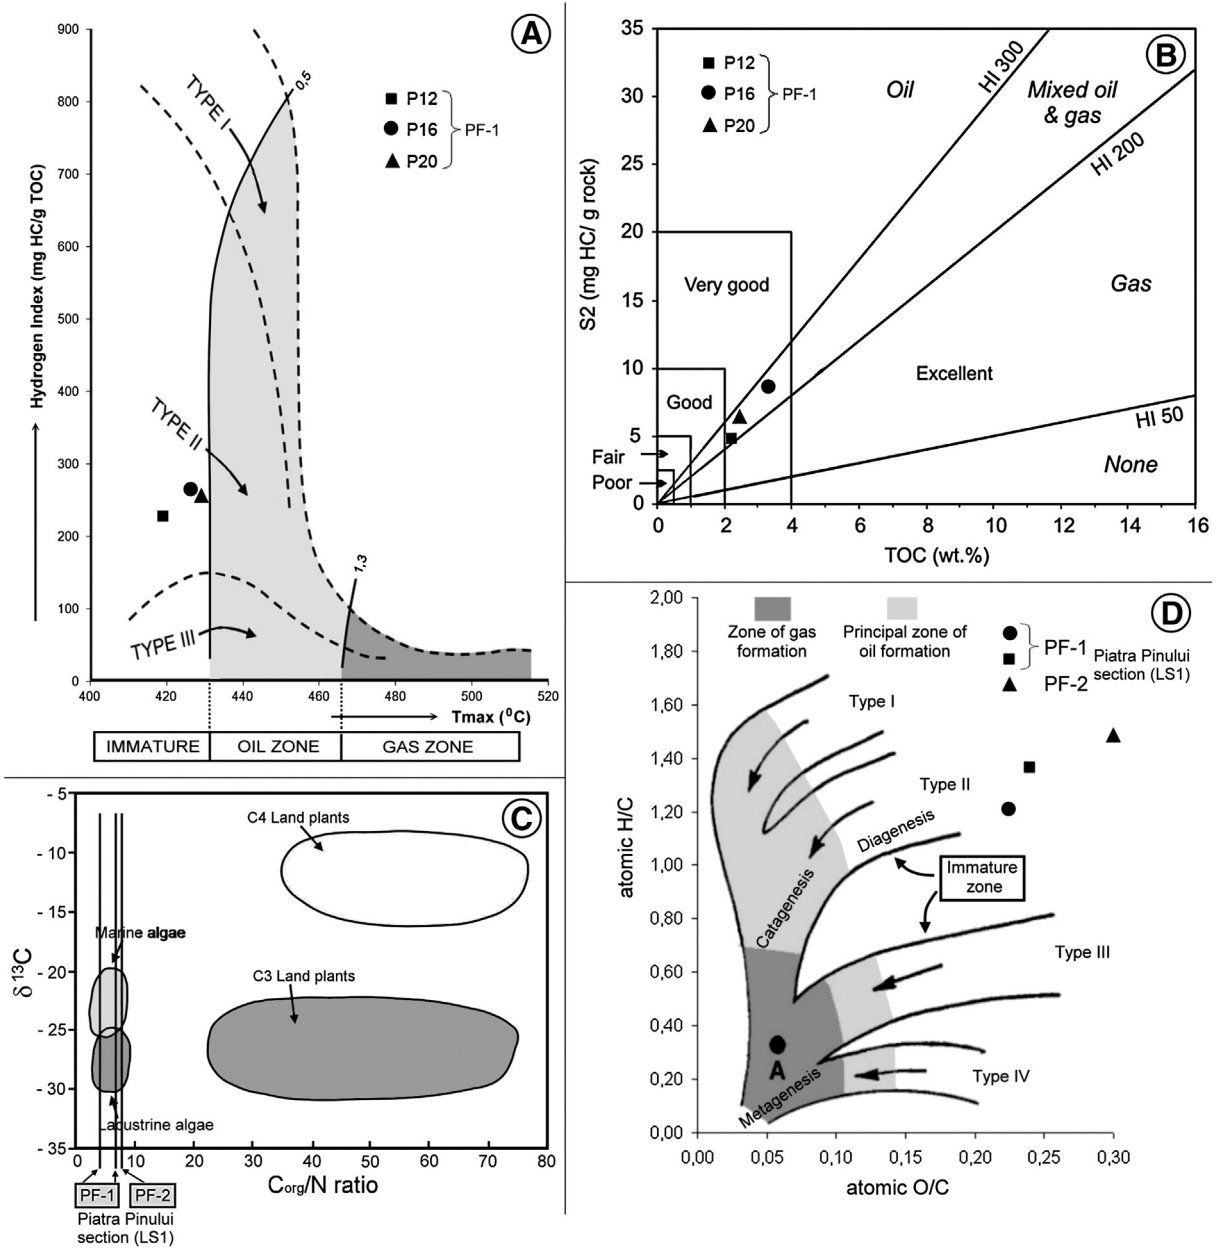 A
Hydrogen Index (mg HC/g TOC)
900
800
700
600
500
400
300
200
100
0
400
420
440
460
480
500
520
TYPE I
TYPE II
TYPE III
0,5
1,3
P12
P16
P20
PF-1
Tmax (⁰C)
IMMATURE
OIL ZONE
GAS ZONE
B
S2 (mg HC/ g rock)
35
30
25
20
15
10
5
0
0
2
4
6
8
10
12
14
16
TOC (wt.%)
P12
P16
P20
PF-1
Oil
HI 300
Mixed oil
& gas
HI 200
Gas
Very good
Excellent
Good
Fair
Poor
HI 50
None
C
δ ¹³C
- 5
- 10
- 15
- 20
- 25
- 30
- 35
0
10
20
30
40
50
60
70
80
Corg/N ratio
C4 Land plants
Marine algae
C3 Land plants
Lacustrine algae
PF-1
PF-2
Piatra Pinului
section (LS1)
D
atomic H/C
2,00
1.80
1.60
1.40
1.20
1,00
0,80
0,60
0,40
0,20
0,00
0,00
0,05
0,10
0,15
0,20
0,25
0,30
atomic O/C
Zone of gas
formation
Principal zone of
oil formation
PF-1
PF-2
Piatra Pinului
section (LS1)
Type I
Type II
Diagenesis
Immature
zone
Catagenesis
Type III
A
Metagenesis
Type IV